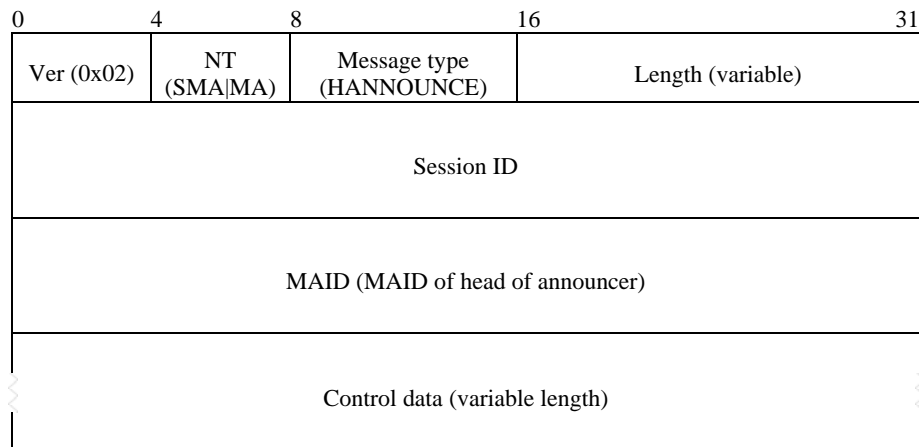 0 4 8 16 31
Ver (0x02) NT (SMA|MA) Message type (HANNOUNCE) Length (variable)
Session ID
MAID (MAID of head of announcer)
Control data (variable length)